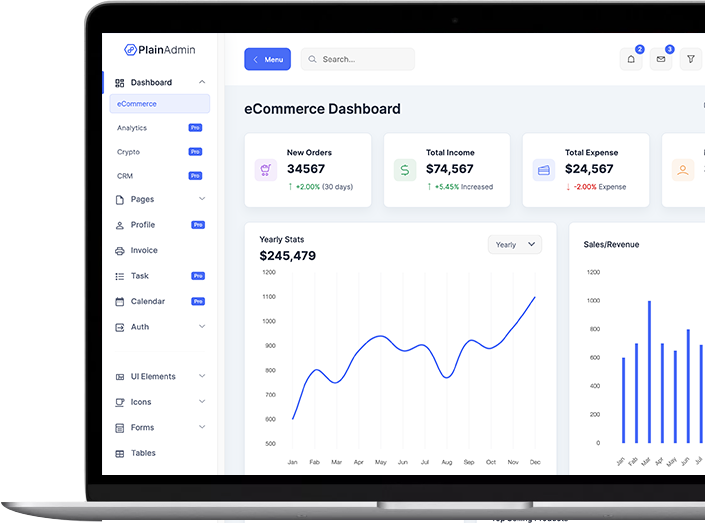 PlainAdmin
Menu
Search...
2
3
Dashboard
eCommerce
Analytics Pro
Crypto Pro
CRM Pro
Pages
Profile Pro
Invoice
Task Pro
Calendar Pro
Auth
UI Elements
Icons
Forms
Tables
eCommerce Dashboard
New Orders
34567
+2.00% (30 days)
Total Income
$74,567
+5.45% Increased
Total Expense
$24,567
-2.00% Expense
Yearly Stats
$245,479
Yearly
1200
1100
1000
900
800
700
600
500
Jan Fab Mar Apr May Jun Jul Aug Sep Oct Nov Dec
Sales/Revenue
1200
1000
800
600
400
200
0
Jan Fab Mar Apr May Jun Jul